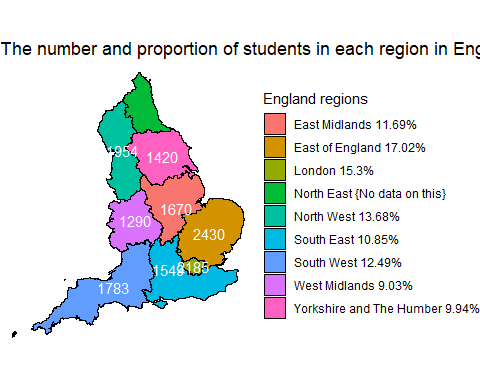 The number and proportion of students in each region in Eng
England regions
East Midlands 11.69%
East of England 17.02%
London 15.3%
North East {No data on this}
North West 13.68%
South East 10.85%
South West 12.49%
West Midlands 9.03%
Yorkshire and The Humber 9.94%
1954
1420
1670
1290
2430
1548
2185
1783